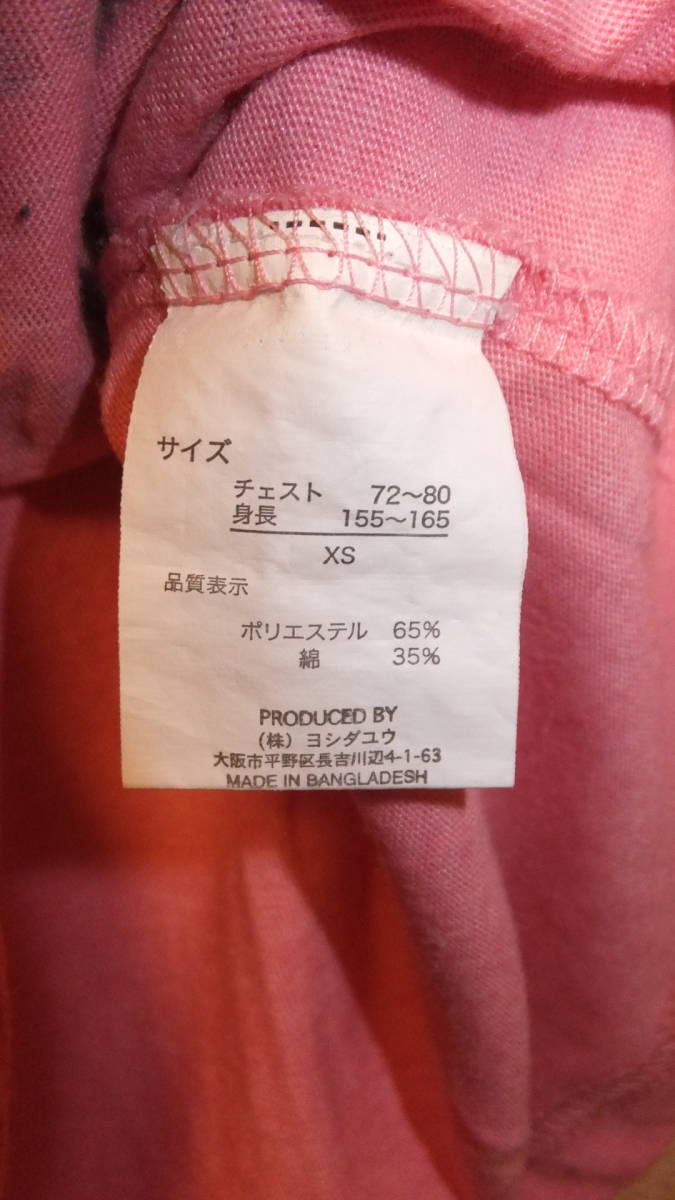 サイズ
チェスト 72～80
身長 155～165
XS
品質表示
ポリエステル 65%
綿 35%
PRODUCED BY
(株) ヨシダユウ
大阪市平野区長吉川辺4-1-63
MADE IN BANGLADESH